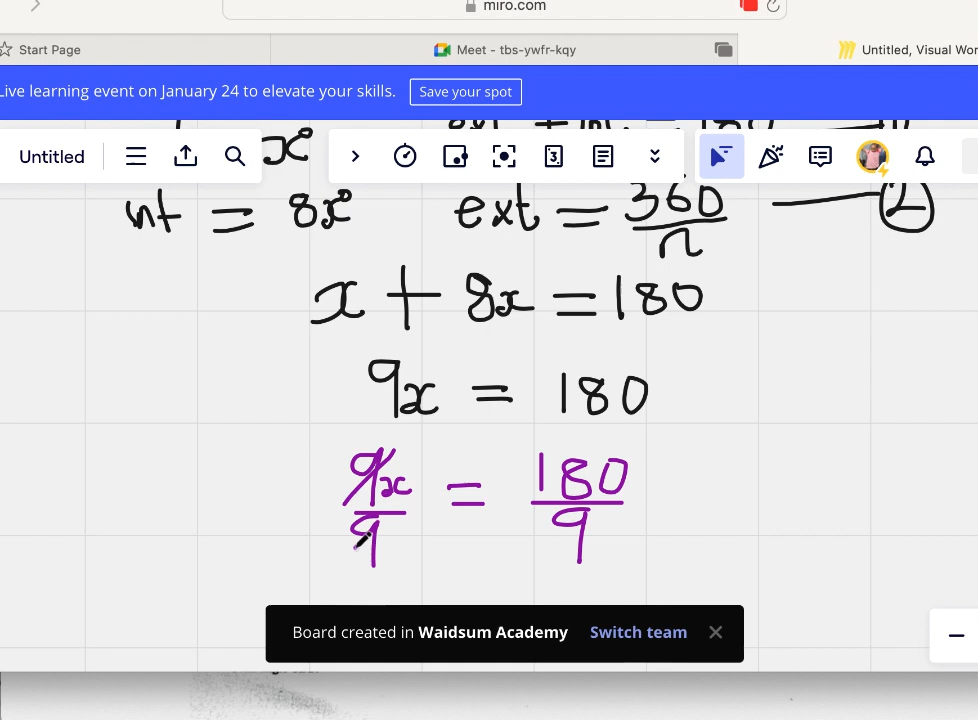 miro.com
Start Page
Meet - tbs-ywfr-kqy
Untitled, Visual Wor
Live learning event on January 24 to elevate your skills. Save your spot
Untitled
3
x°
int = 8x° ext = 360/n ② 
x + 8x = 180
9x = 180
9x/9 = 180/9
Board created in Waidsum Academy Switch team